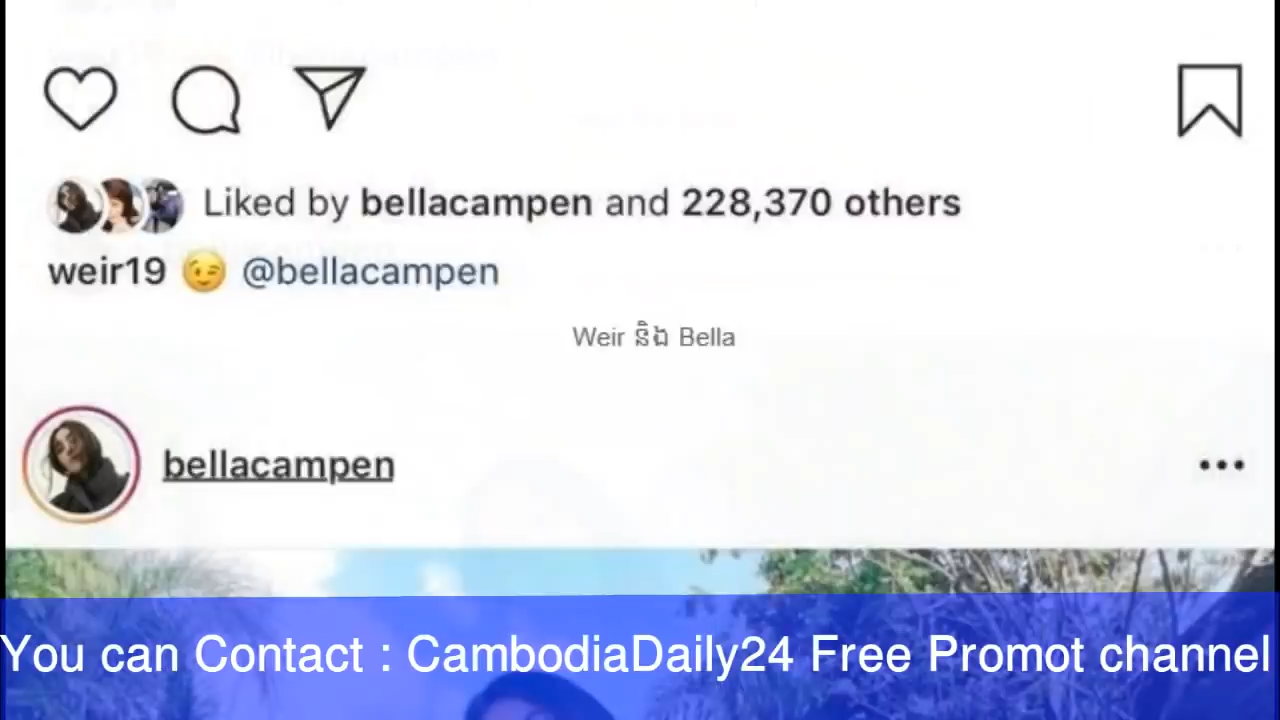 Liked by bellacampen and 228,370 others
weir19 😉 @bellacampen
Weir និង Bella
bellacampen
You can Contact : CambodiaDaily24 Free Promot channel